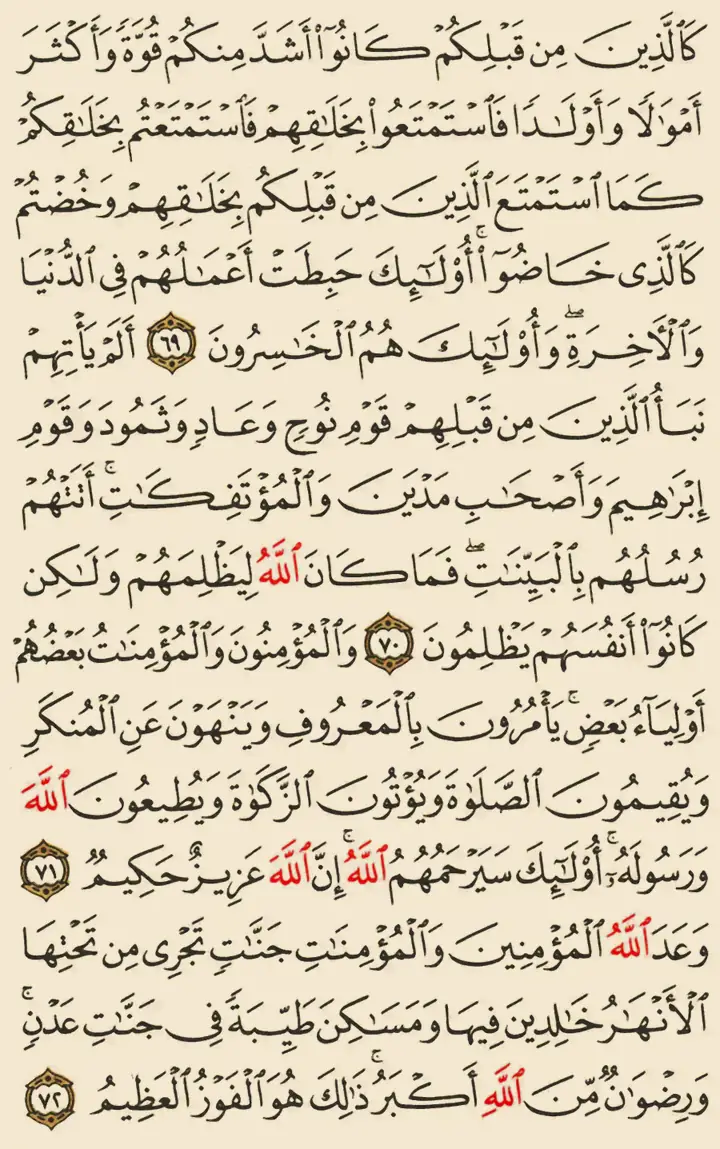 كَٱلَّذِينَ مِن قَبۡلِكُمۡ كَانُوٓاْ أَشَدَّ مِنكُمۡ قُوَّةٗ وَأَكۡثَرَ
أَمۡوَٰلٗا وَأَوۡلَٰدٗا فَٱسۡتَمۡتَعُواْ بِخَلَٰقِهِمۡ فَٱسۡتَمۡتَعۡتُم بِخَلَٰقِكُمۡ
كَمَا ٱسۡتَمۡتَعَ ٱلَّذِينَ مِن قَبۡلِكُم بِخَلَٰقِهِمۡ وَخُضۡتُمۡ
كَٱلَّذِي خَاضُوٓاْۚ أُوْلَٰٓئِكَ حَبِطَتۡ أَعۡمَٰلُهُمۡ فِي ٱلدُّنۡيَا
وَٱلۡأٓخِرَةِۖ وَأُوْلَٰٓئِكَ هُمُ ٱلۡخَٰسِرُونَ ٦٩ أَلَمۡ يَأۡتِهِمۡ
نَبَأُ ٱلَّذِينَ مِن قَبۡلِهِمۡ قَوۡمِ نُوحٖ وَعَادٖ وَثَمُودَ وَقَوۡمِ
إِبۡرَٰهِيمَ وَأَصۡحَٰبِ مَدۡيَنَ وَٱلۡمُؤۡتَفِكَٰتِۚ أَتَتۡهُمۡ
رُسُلُهُم بِٱلۡبَيِّنَٰتِۖ فَمَا كَانَ ٱللَّهُ لِيَظۡلِمَهُمۡ وَلَٰكِن
كَانُوٓاْ أَنفُسَهُمۡ يَظۡلِمُونَ ٧٠ وَٱلۡمُؤۡمِنُونَ وَٱلۡمُؤۡمِنَٰتُ بَعۡضُهُمۡ
أَوۡلِيَآءُ بَعۡضٖۚ يَأۡمُرُونَ بِٱلۡمَعۡرُوفِ وَيَنۡهَوۡنَ عَنِ ٱلۡمُنكَرِ
وَيُقِيمُونَ ٱلصَّلَوٰةَ وَيُؤۡتُونَ ٱلزَّكَوٰةَ وَيُطِيعُونَ ٱللَّهَ
وَرَسُولَهُۥٓۚ أُوْلَٰٓئِكَ سَيَرۡحَمُهُمُ ٱللَّهُۗ إِنَّ ٱللَّهَ عَزِيزٌ حَكِيمٞ ٧١
وَعَدَ ٱللَّهُ ٱلۡمُؤۡمِنِينَ وَٱلۡمُؤۡمِنَٰتِ جَنَّٰتٖ تَجۡرِي مِن تَحۡتِهَا
ٱلۡأَنۡهَٰرُ خَٰلِدِينَ فِيهَا وَمَسَٰكِنَ طَيِّبَةٗ فِي جَنَّٰتِ عَدۡنٖۚ
وَرِضۡوَٰنٞ مِّنَ ٱللَّهِ أَكۡبَرُۚ ذَٰلِكَ هُوَ ٱلۡفَوۡزُ ٱلۡعَظِيمُ ٧٢